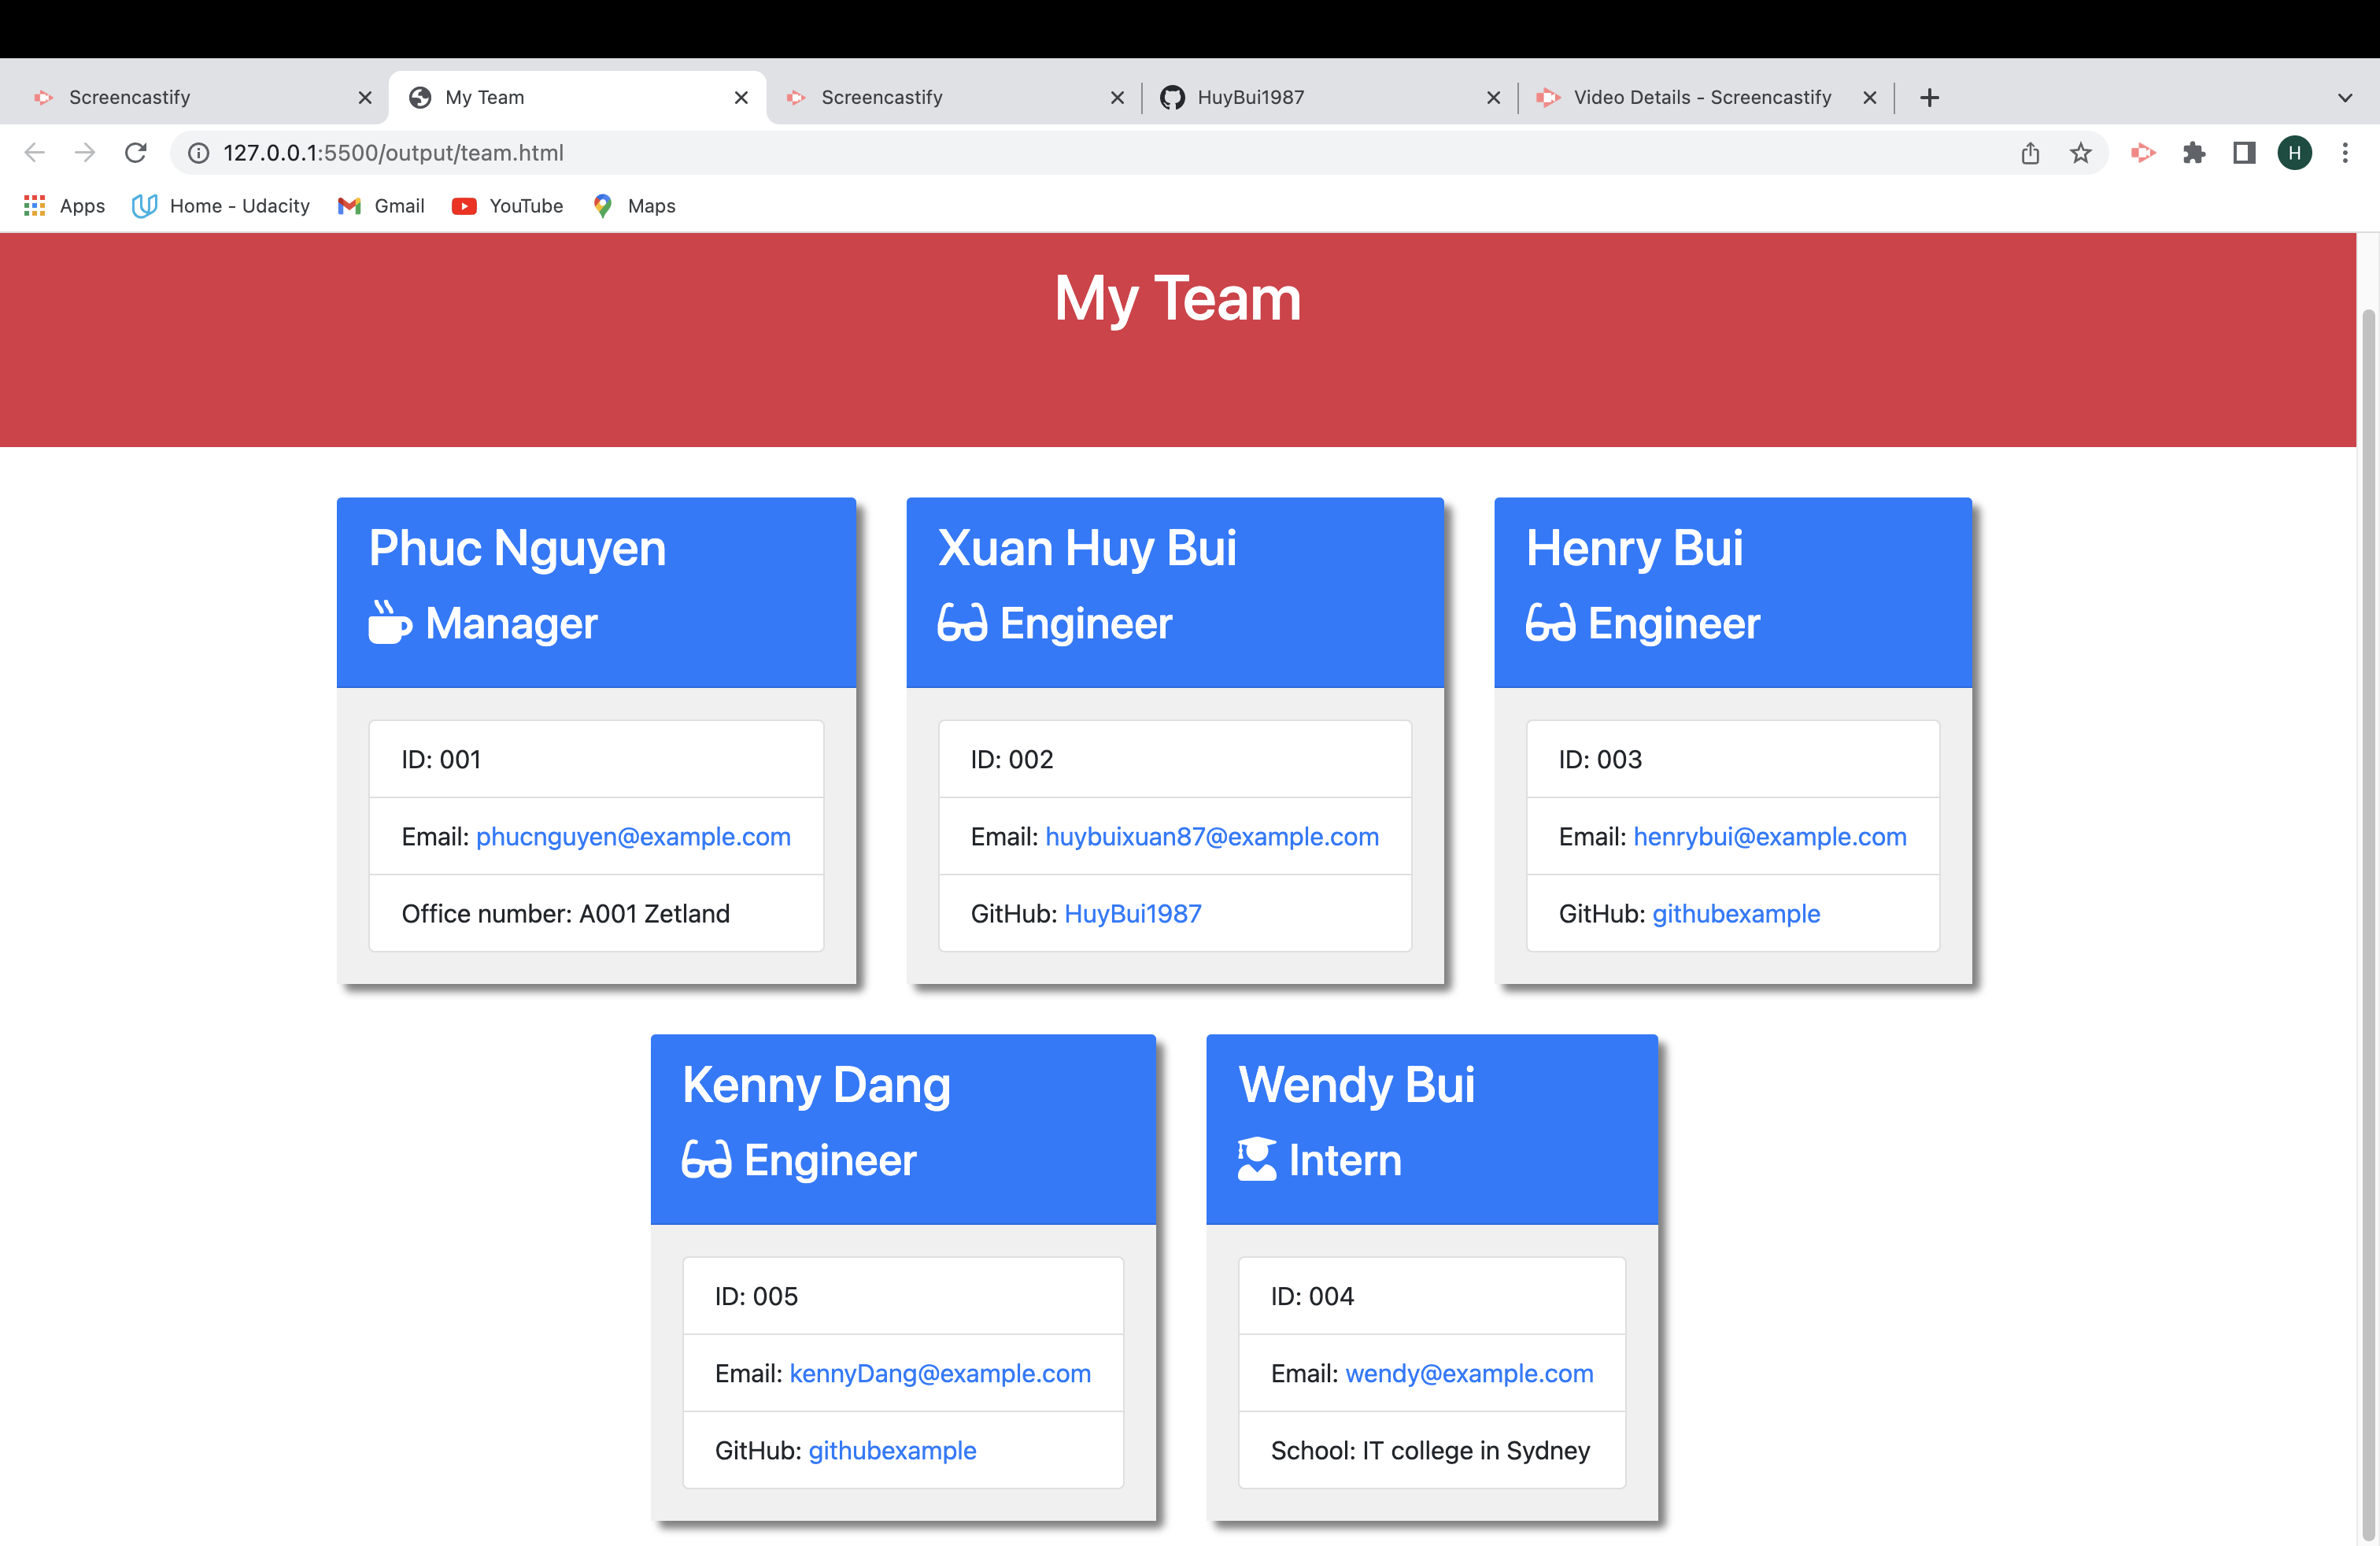 Screencastify
My Team
Screencastify
HuyBui1987
Video Details - Screencastify
127.0.0.1:5500/output/team.html
H
Apps
Home - Udacity
Gmail
YouTube
Maps
My Team
Phuc Nguyen
Manager
ID: 001
Email: phucnguyen@example.com
Office number: A001 Zetland
Xuan Huy Bui
Engineer
ID: 002
Email: huybuixuan87@example.com
GitHub: HuyBui1987
Henry Bui
Engineer
ID: 003
Email: henrybui@example.com
GitHub: githubexample
Kenny Dang
Engineer
ID: 005
Email: kennyDang@example.com
GitHub: githubexample
Wendy Bui
Intern
ID: 004
Email: wendy@example.com
School: IT college in Sydney